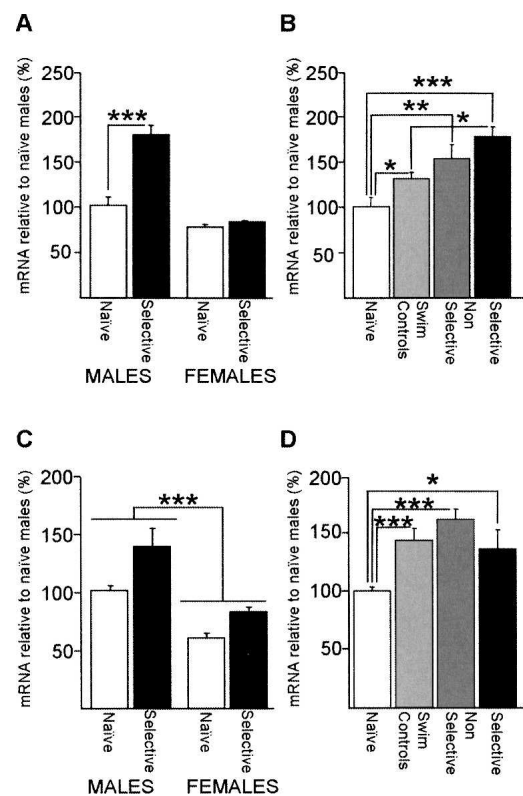 A
mRNA relative to naïve males (%)
250
200
150
100
50
***
Naïve
Selective
Naïve
Selective
MALES
FEMALES
B
mRNA relative to naïve males (%)
250
200
150
100
50
***
**
*
*
Naïve
Controls
Swim
Selective
Non
Selective
C
mRNA relative to naïve males (%)
200
150
100
50
***
Naïve
Selective
Naïve
Selective
MALES
FEMALES
D
mRNA relative to naïve males (%)
200
150
100
50
*
***
***
Naïve
Controls
Swim
Selective
Non
Selective